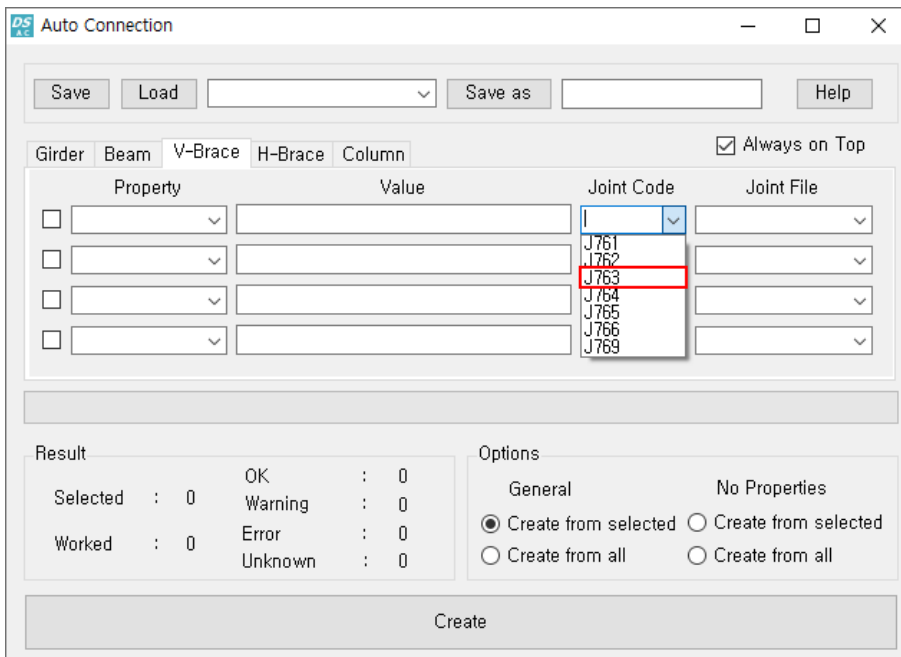 DS
AC
Auto Connection
Save Load Save as Help
Girder Beam V-Brace H-Brace Column Always on Top
Property Value Joint Code Joint File
J761
J762
J763
J764
J765
J766
J769
Result
Selected : 0
Worked : 0
OK : 0
Warning : 0
Error : 0
Unknown : 0
Options
General No Properties
Create from selected Create from selected
Create from all Create from all
Create